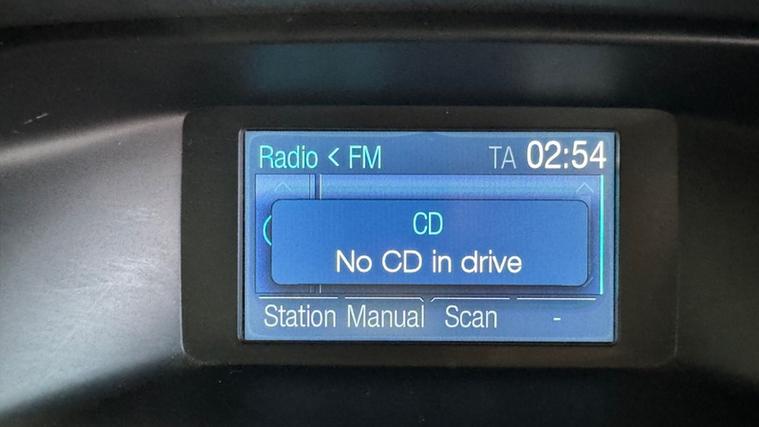 Radio < FM TA 02:54
CD
No CD in drive
Station Manual Scan -